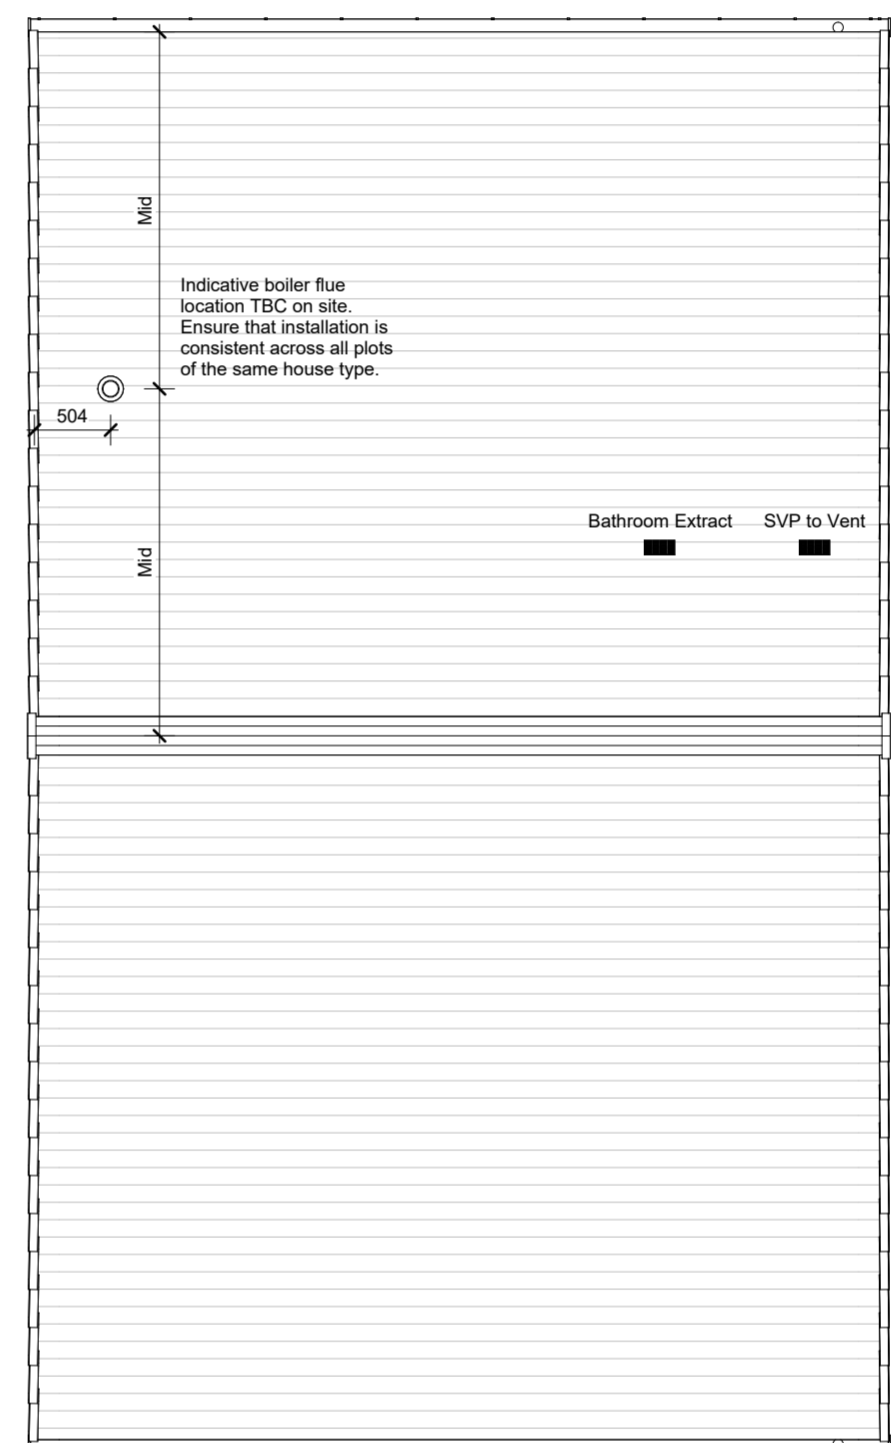 Mid
Indicative boiler flue
location TBC on site.
Ensure that installation is
consistent across all plots
of the same house type.
504
Bathroom Extract
SVP to Vent
Mid